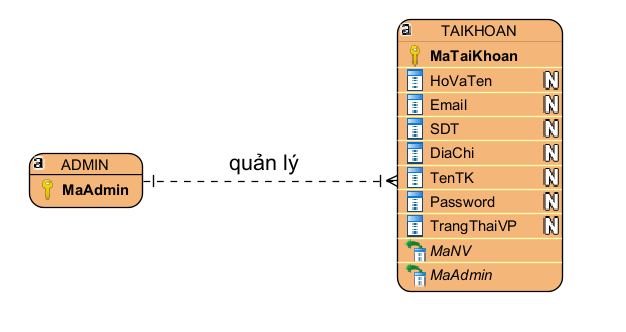 a TAIKHOAN
MaTaiKhoan
HoVaTen N
Email N
SDT N
DiaChi N
TenTK N
Password N
TrangThaiVP N
MaNV
MaAdmin
quản lý
a ADMIN
MaAdmin